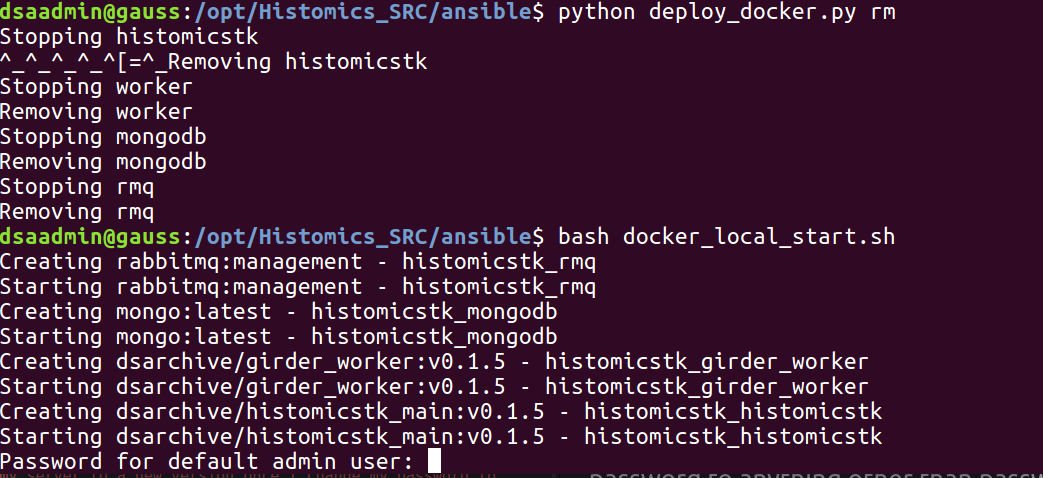 dsaadmin@gauss:/opt/Histomics_SRC/ansible$ python deploy_docker.py rm
Stopping histomicstk
^_^_^_^_^[=^_Removing histomicstk
Stopping worker
Removing worker
Stopping mongodb
Removing mongodb
Stopping rmq
Removing rmq
dsaadmin@gauss:/opt/Histomics_SRC/ansible$ bash docker_local_start.sh
Creating rabbitmq:management - histomicstk_rmq
Starting rabbitmq:management - histomicstk_rmq
Creating mongo:latest - histomicstk_mongodb
Starting mongo:latest - histomicstk_mongodb
Creating dsarchive/girder_worker:v0.1.5 - histomicstk_girder_worker
Starting dsarchive/girder_worker:v0.1.5 - histomicstk_girder_worker
Creating dsarchive/histomicstk_main:v0.1.5 - histomicstk_histomicstk
Starting dsarchive/histomicstk_main:v0.1.5 - histomicstk_histomicstk
Password for default admin user: